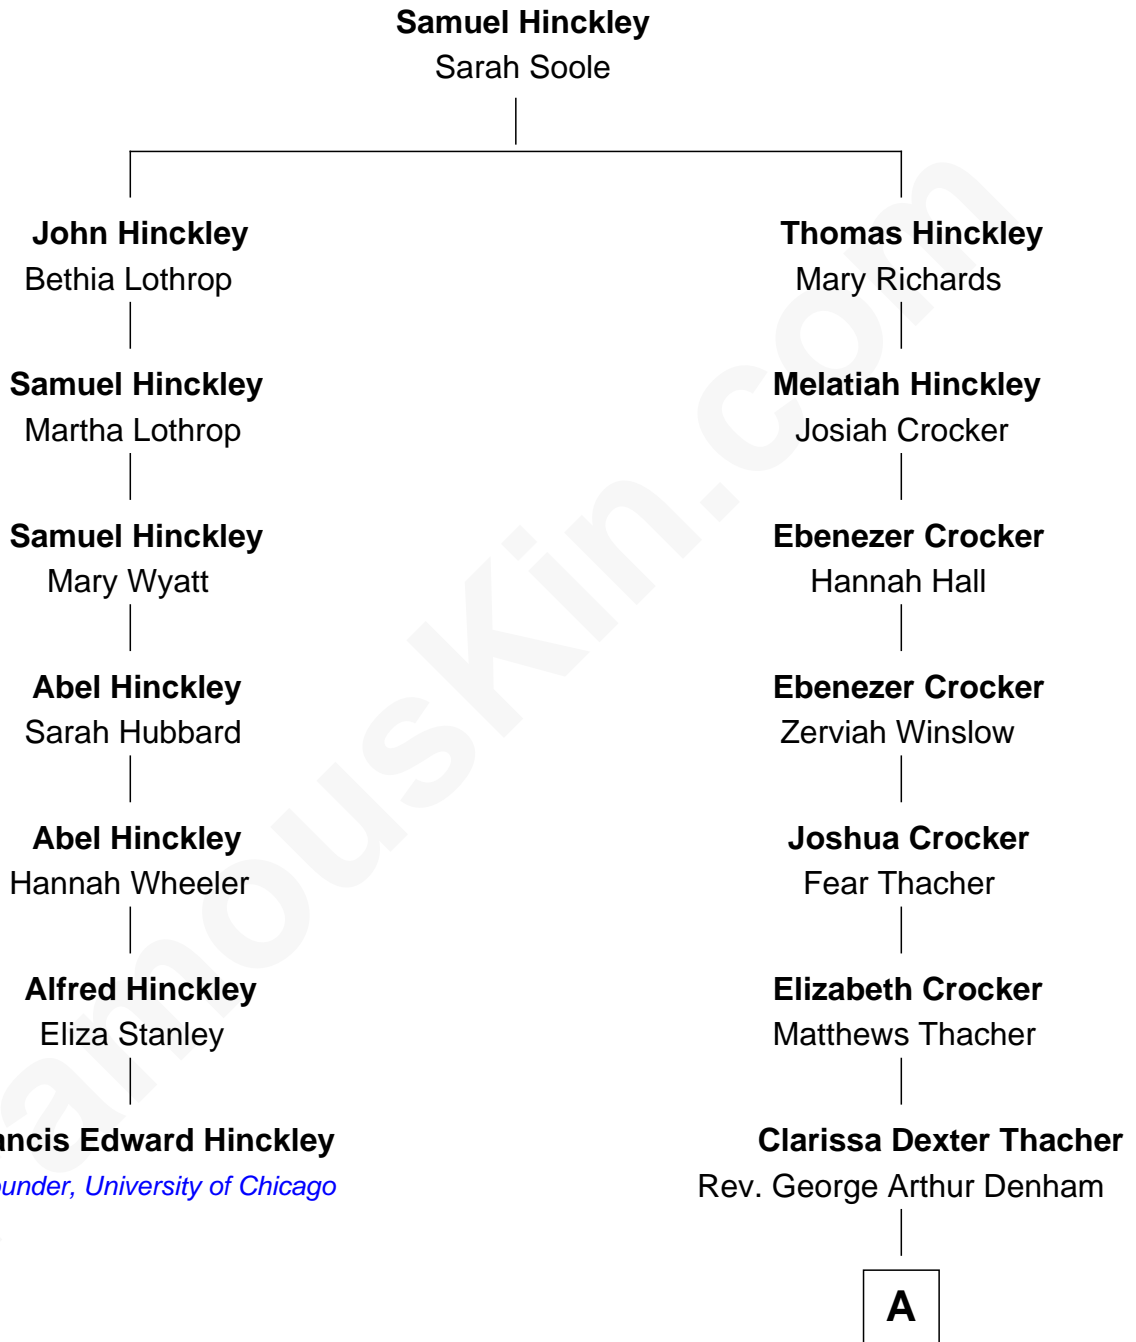 Samuel Hinckley
Sarah Soole
John Hinckley
Bethia Lothrop
Thomas Hinckley
Mary Richards
Samuel Hinckley
Martha Lothrop
Melatiah Hinckley
Josiah Crocker
Samuel Hinckley
Mary Wyatt
Ebenezer Crocker
Hannah Hall
Abel Hinckley
Sarah Hubbard
Ebenezer Crocker
Zerviah Winslow
Abel Hinckley
Hannah Wheeler
Joshua Crocker
Fear Thacher
Alfred Hinckley
Eliza Stanley
Elizabeth Crocker
Matthews Thacher
ancis Edward Hinckley
ounder, University of Chicago
Clarissa Dexter Thacher
Rev. George Arthur Denham
A
amouskin.com